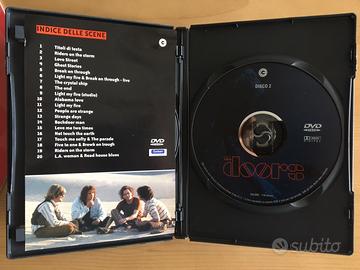 INDICE DELLE SCENE
1 Titoli di testa
2 Riders on the storm
3 Love Street
4 Ghost Stories
5 Break on through
6 Light my fire & Break on through - live
7 The crystal ship
8 The end
9 Light my fire (studio)
10 Alabama love
11 Light my fire
12 People are strange
13 Strange days
14 Backdoor man
15 Love me two times
16 Not touch the earth
17 Touch me softly & The parade
18 Five to one & Break on through
19 Riders on the storm
20 L.A. woman & Road house blues
DVD
DISCO 2
DVD
the doors
subito